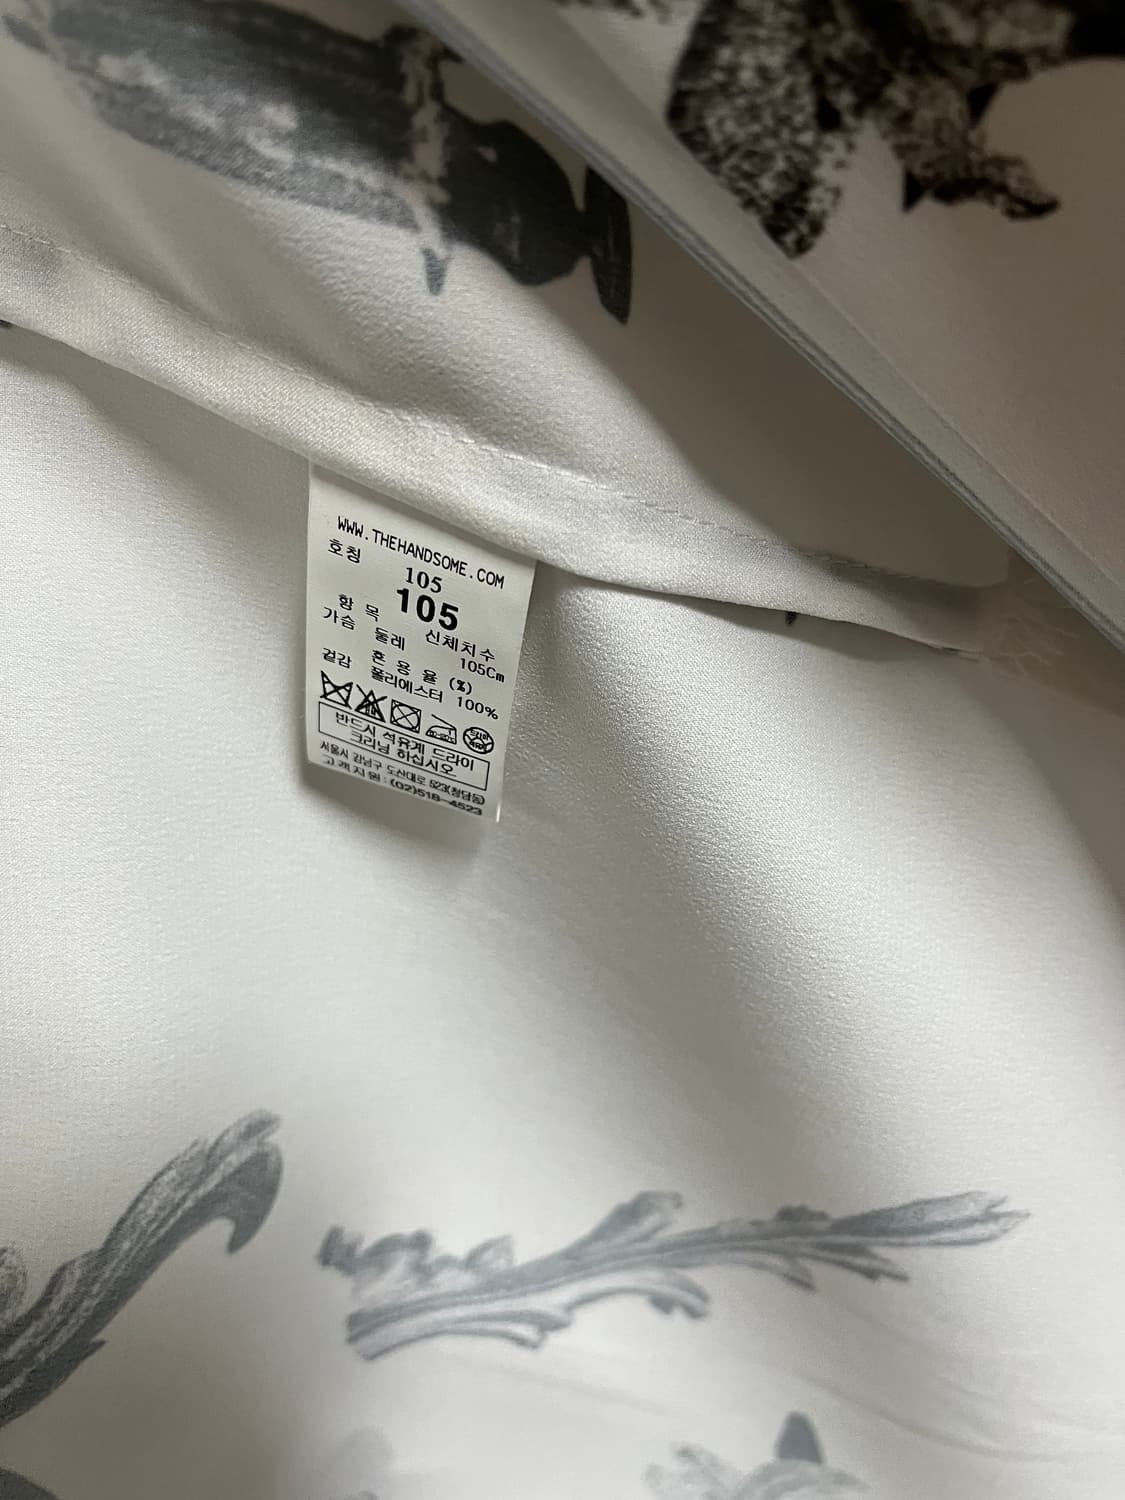 WWW.THEHANDSOME.COM
호칭
105
105
항 목 신체치수
가슴 둘레 105Cm
혼 용 율 (%)
겉감 폴리에스터 100%
반드시 석유계 드라이
크리닝 하십시오
서울시 강남구 도산대로 523(청담동)
고객지원 : (02)518-4523